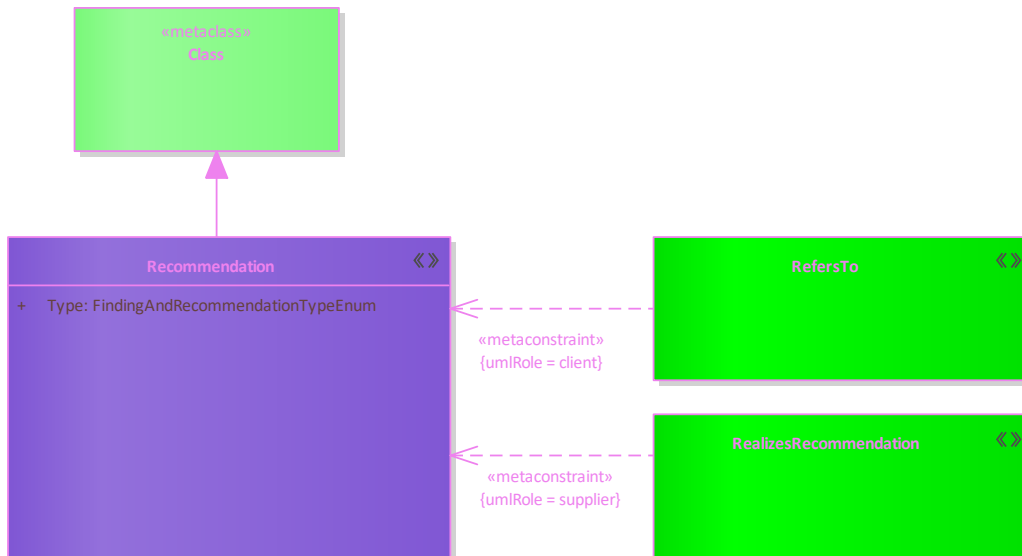 «metaclass»
Class
Recommendation
«»
+ Type: FindingAndRecommendationTypeEnum
RefersTo
«»
«metaconstraint»
{umlRole = client}
RealizesRecommendation
«»
«metaconstraint»
{umlRole = supplier}